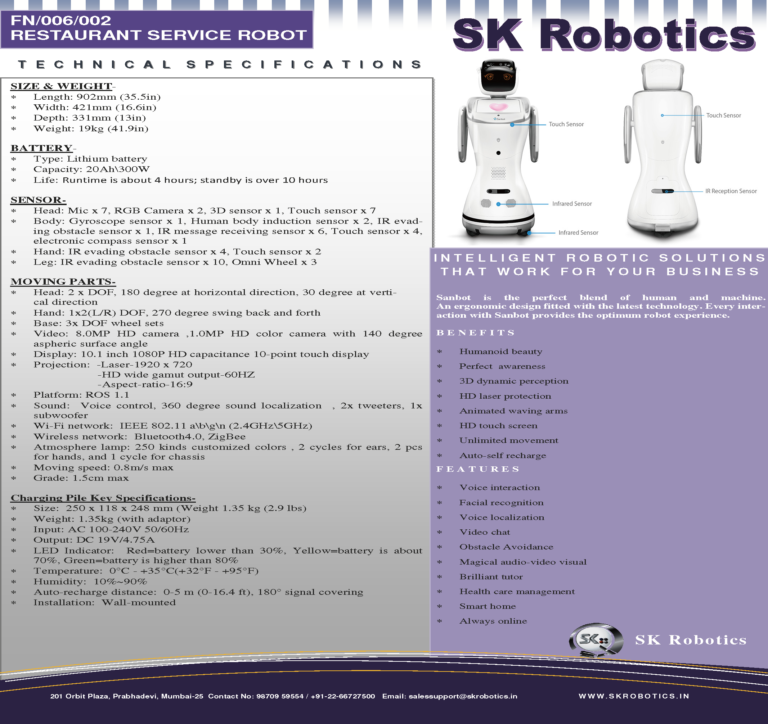 FN/006/002
RESTAURANT SERVICE ROBOT
TECHNICAL SPECIFICATIONS
SIZE & WEIGHT-
* Length: 902mm (35.5in)
* Width: 421mm (16.6in)
* Depth: 331mm (13in)
* Weight: 19kg (41.9in)
BATTERY-
* Type: Lithium battery
* Capacity: 20Ah\300W
* Life: Runtime is about 4 hours; standby is over 10 hours
SENSOR-
* Head: Mic x 7, RGB Camera x 2, 3D sensor x 1, Touch sensor x 7
* Body: Gyroscope sensor x 1, Human body induction sensor x 2, IR evad-
ing obstacle sensor x 1, IR message receiving sensor x 6, Touch sensor x 4,
electronic compass sensor x 1
* Hand: IR evading obstacle sensor x 4, Touch sensor x 2
* Leg: IR evading obstacle sensor x 10, Omni Wheel x 3
MOVING PARTS-
* Head: 2 x DOF, 180 degree at horizontal direction, 30 degree at verti-
cal direction
* Hand: 1x2(L/R) DOF, 270 degree swing back and forth
* Base: 3x DOF wheel sets
* Video: 8.0MP HD camera ,1.0MP HD color camera with 140 degree
aspheric surface angle
* Display: 10.1 inch 1080P HD capacitance 10-point touch display
* Projection: -Laser-1920 x 720
-HD wide gamut output-60HZ
-Aspect-ratio-16:9
* Platform: ROS 1.1
* Sound: Voice control, 360 degree sound localization , 2x tweeters, 1x
subwoofer
* Wi-Fi network: IEEE 802.11 a\b\g\n (2.4GHz\5GHz)
* Wireless network: Bluetooth4.0, ZigBee
* Atmosphere lamp: 250 kinds customized colors , 2 cycles for ears, 2 pcs
for hands, and 1 cycle for chassis
* Moving speed: 0.8m/s max
* Grade: 1.5cm max
Charging Pile Key Specifications-
* Size: 250 x 118 x 248 mm (Weight 1.35 kg (2.9 lbs)
* Weight: 1.35kg (with adaptor)
* Input: AC 100-240V 50/60Hz
* Output: DC 19V/4.75A
* LED Indicator: Red=battery lower than 30%, Yellow=battery is about
70%, Green=battery is higher than 80%
* Temperature: 0°C - +35°C(+32°F - +95°F)
* Humidity: 10%~90%
* Auto-recharge distance: 0-5 m (0-16.4 ft), 180° signal covering
* Installation: Wall-mounted
SK Robotics
Touch Sensor
Touch Sensor
IR Reception Sensor
Infrared Sensor
Infrared Sensor
INTELLIGENT ROBOTIC SOLUTIONS
THAT WORK FOR YOUR BUSINESS
Sanbot is the perfect blend of human and machine.
An ergonomic design fitted with the latest technology. Every inter-
action with Sanbot provides the optimum robot experience.
BENEFITS
* Humanoid beauty
* Perfect awareness
* 3D dynamic perception
* HD laser protection
* Animated waving arms
* HD touch screen
* Unlimited movement
* Auto-self recharge
FEATURES
* Voice interaction
* Facial recognition
* Voice localization
* Video chat
* Obstacle Avoidance
* Magical audio-video visual
* Brilliant tutor
* Health care management
* Smart home
* Always online
SK
SK Robotics
201 Orbit Plaza, Prabhadevi, Mumbai-25 Contact No: 98709 59554 / +91-22-66727500 Email: salessupport@skrobotics.in
WWW.SKROBOTICS.IN